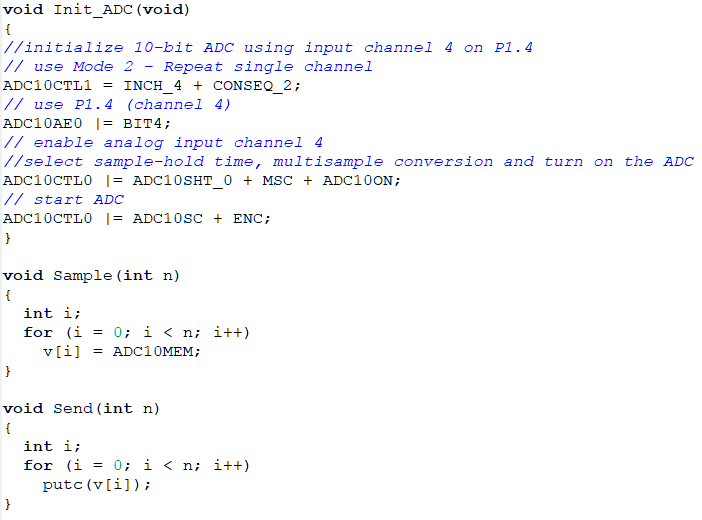 void Init_ADC(void)
{
//initialize 10-bit ADC using input channel 4 on P1.4
// use Mode 2 - Repeat single channel
ADC10CTL1 = INCH_4 + CONSEQ_2;
// use P1.4 (channel 4)
ADC10AE0 |= BIT4;
// enable analog input channel 4
//select sample-hold time, multisample conversion and turn on the ADC
ADC10CTL0 |= ADC10SHT_0 + MSC + ADC10ON;
// start ADC
ADC10CTL0 |= ADC10SC + ENC;
}

void Sample(int n)
{
  int i;
  for (i = 0; i < n; i++)
    v[i] = ADC10MEM;
}

void Send(int n)
{
  int i;
  for (i = 0; i < n; i++)
    putc(v[i]);
}